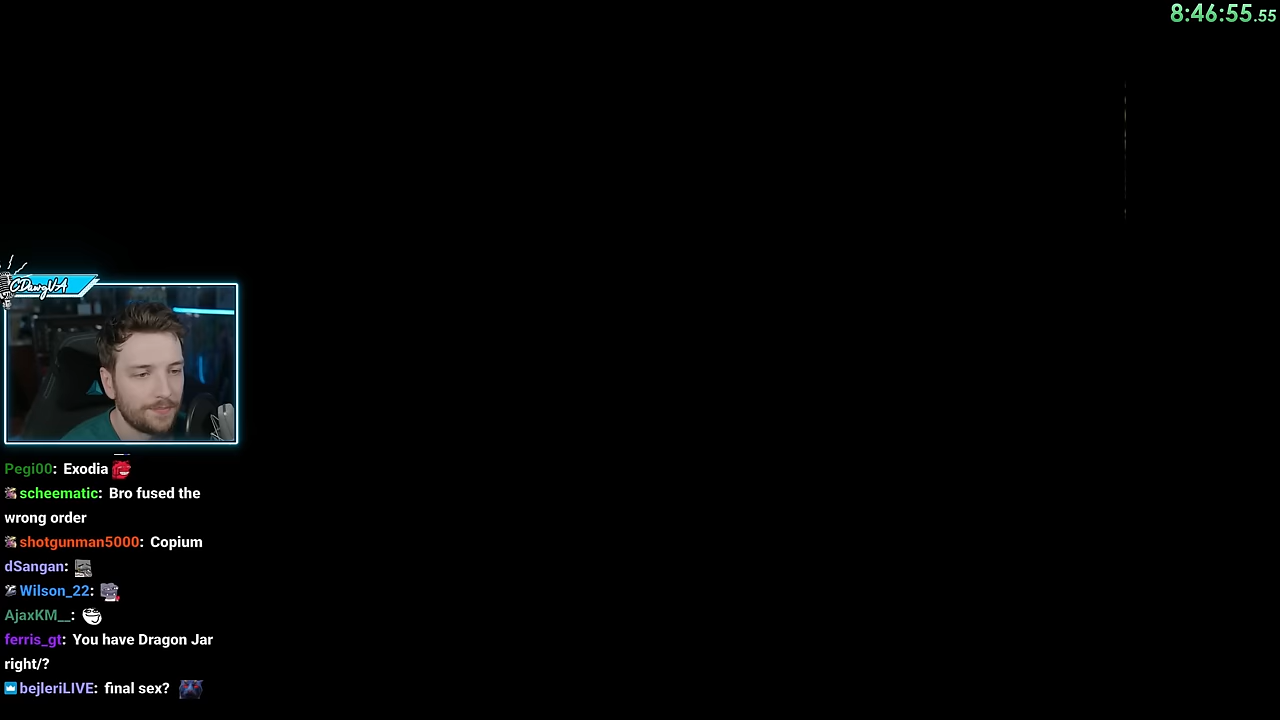 8:46:55.55
CDawgVA
Pegi00: Exodia
scheematic: Bro fused the
wrong order
shotgunman5000: Copium
dSangan:
Wilson_22:
AjaxKM__:
ferris_gt: You have Dragon Jar
right/?
bejleriLIVE: final sex?